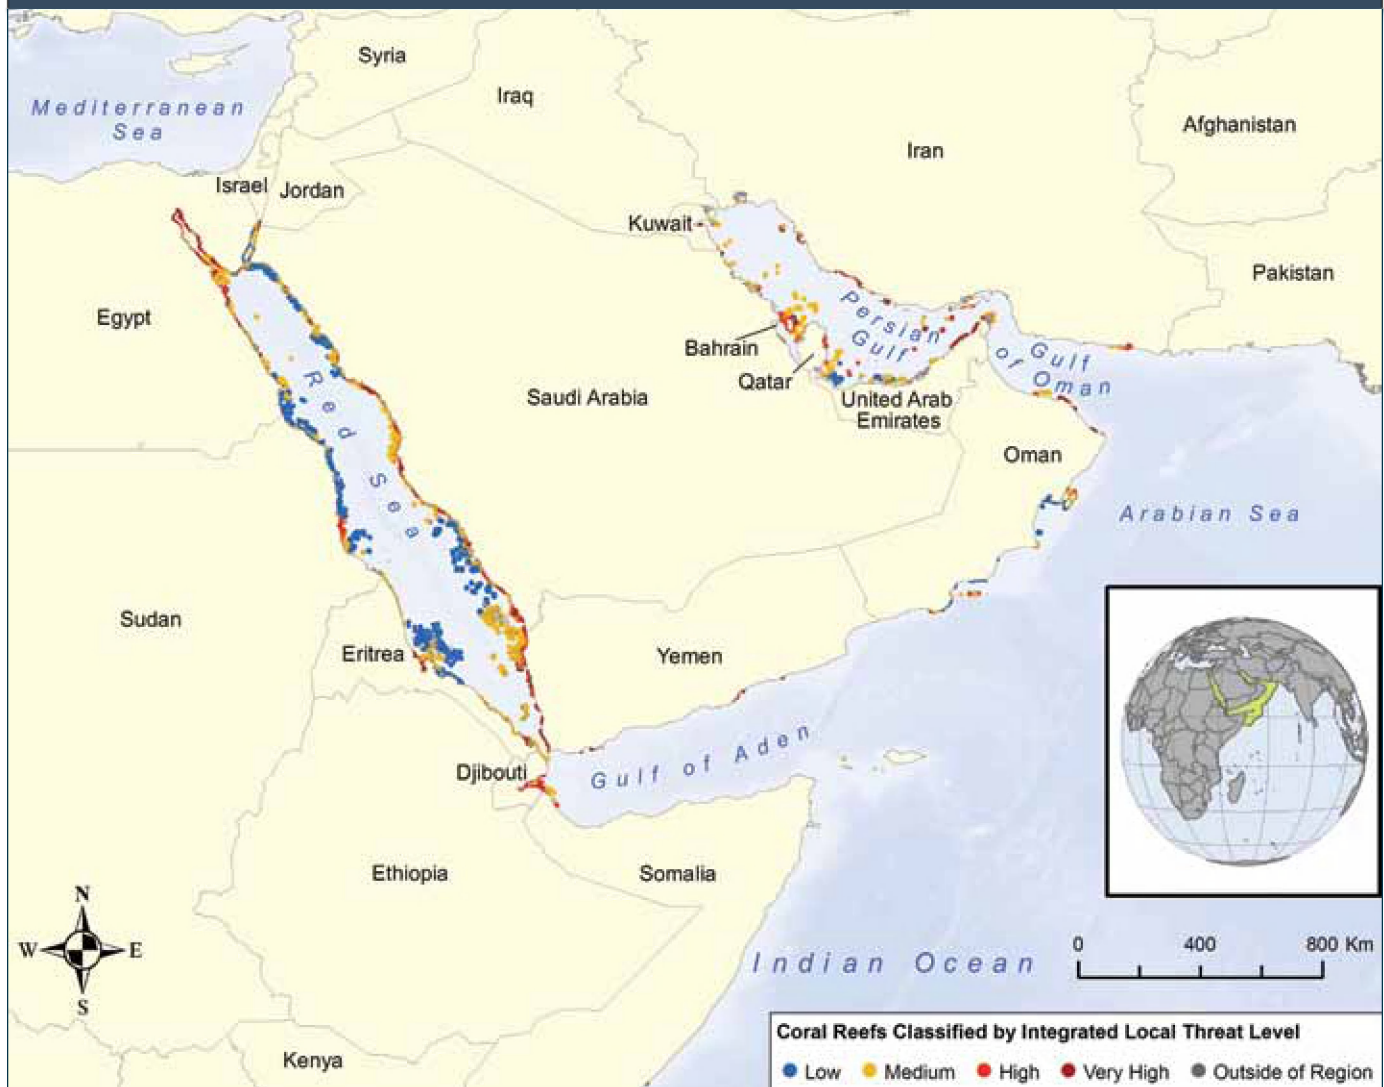 Syria
Mediterranean
Sea
Iraq
Afghanistan
Iran
Israel
Jordan
Kuwait
Pakistan
Egypt
Persian
Gulf
Bahrain
Qatar
Gulf
of
Oman
Red Sea
Saudi Arabia
United Arab
Emirates
Oman
Arabian Sea
Sudan
Eritrea
Yemen
Djibouti
Gulf of Aden
Ethiopia
Somalia
N
W
E
S
0 400 800 Km
Indian Ocean
Kenya
Coral Reefs Classified by Integrated Local Threat Level
Low Medium High Very High Outside of Region